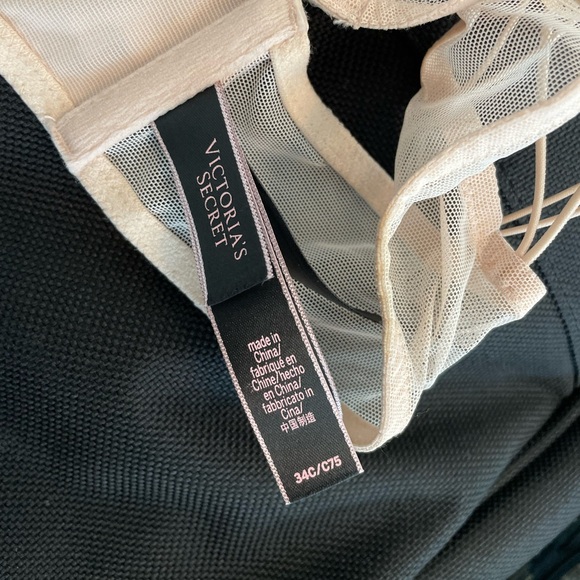 VICTORIA'S
SECRET
made in
China/
fabriqué en
Chine/hecho
en China/
fabbricato in
Cina/
中国制造
34C/C75